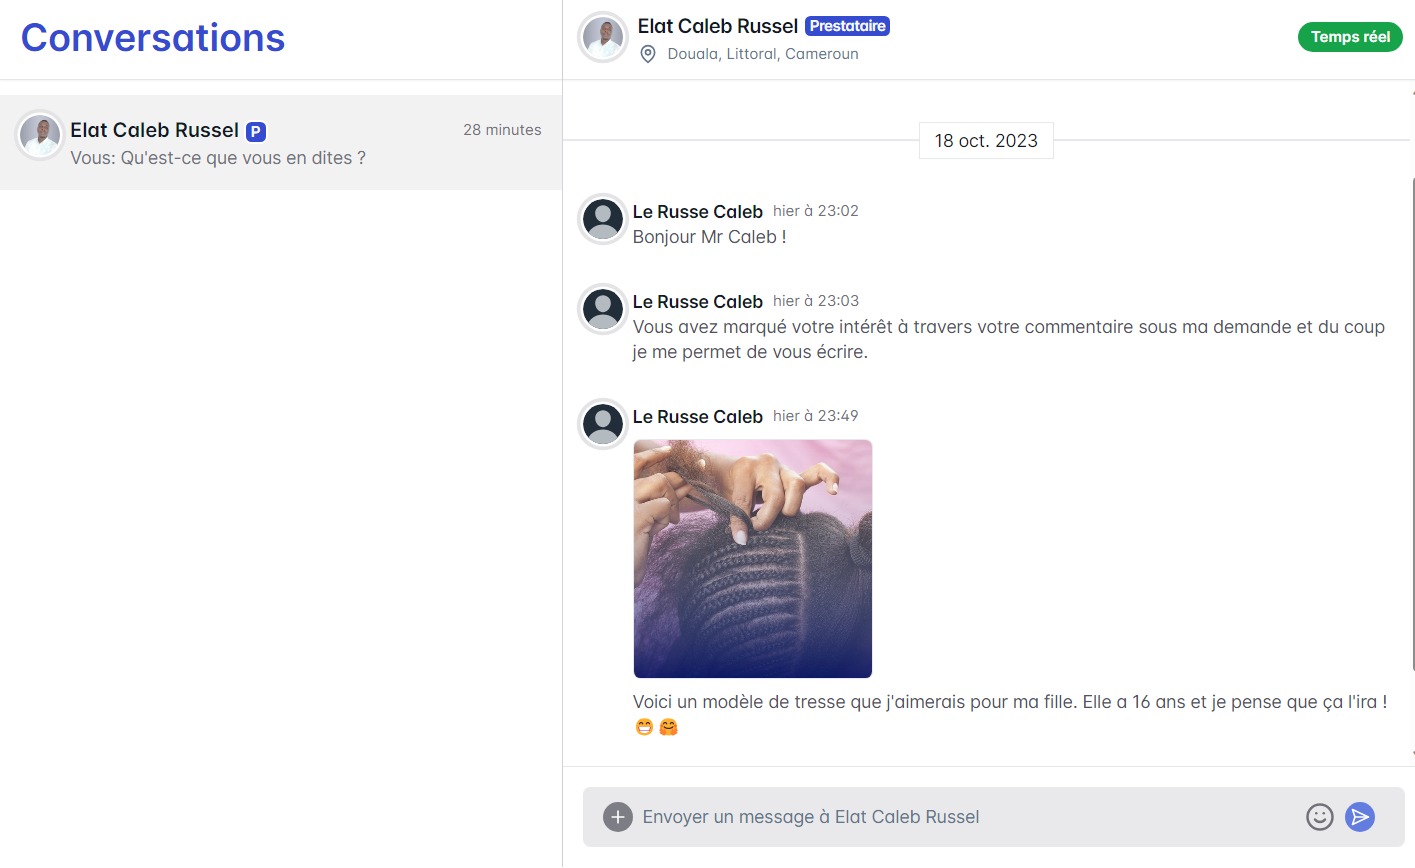 Conversations
Elat Caleb Russel P
28 minutes
Vous: Qu'est-ce que vous en dites ?
Elat Caleb Russel Prestataire
Douala, Littoral, Cameroun
Temps réel
18 oct. 2023
Le Russe Caleb hier à 23:02
Bonjour Mr Caleb !
Le Russe Caleb hier à 23:03
Vous avez marqué votre intérêt à travers votre commentaire sous ma demande et du coup
je me permet de vous écrire.
Le Russe Caleb hier à 23:49
Voici un modèle de tresse que j'aimerais pour ma fille. Elle a 16 ans et je pense que ça l'ira !
😁 🤗
Envoyer un message à Elat Caleb Russel